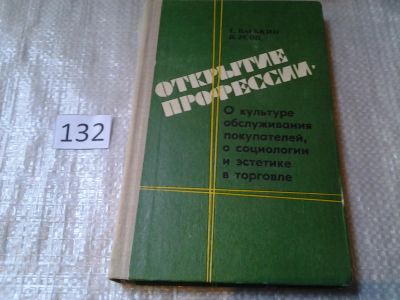 132
ОТКРЫТИЕ
ПРОФЕССИИ
О культуре
обслуживания
покупателей,
о социологии
и эстетике
в торговле